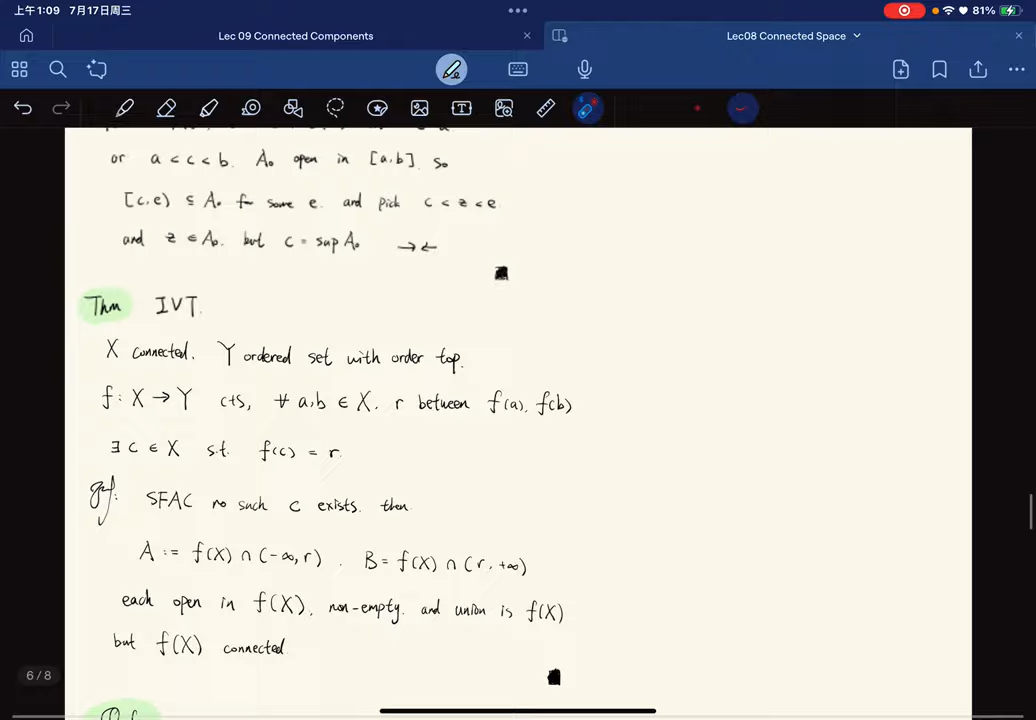 上午1:09 7月17日周三
81%
Lec 09 Connected Components
Lec08 Connected Space
or a < c < b. A₀ open in [a,b]. so
[c,e) ⊆ A₀ for some e. and pick c < z < e
and z ∈ A₀. but c = sup A₀ →←
Thm IVT.
X connected. Y ordered set with order top.
f: X → Y cts, ∀ a,b ∈ X. r between f(a), f(b)
∃ c ∈ X s.t. f(c) = r.
prf: SFAC no such c exists. then
A := f(X) ∩ (-∞, r). B = f(X) ∩ (r, +∞)
each open in f(X), non-empty. and union is f(X)
but f(X) connected.
6 / 8